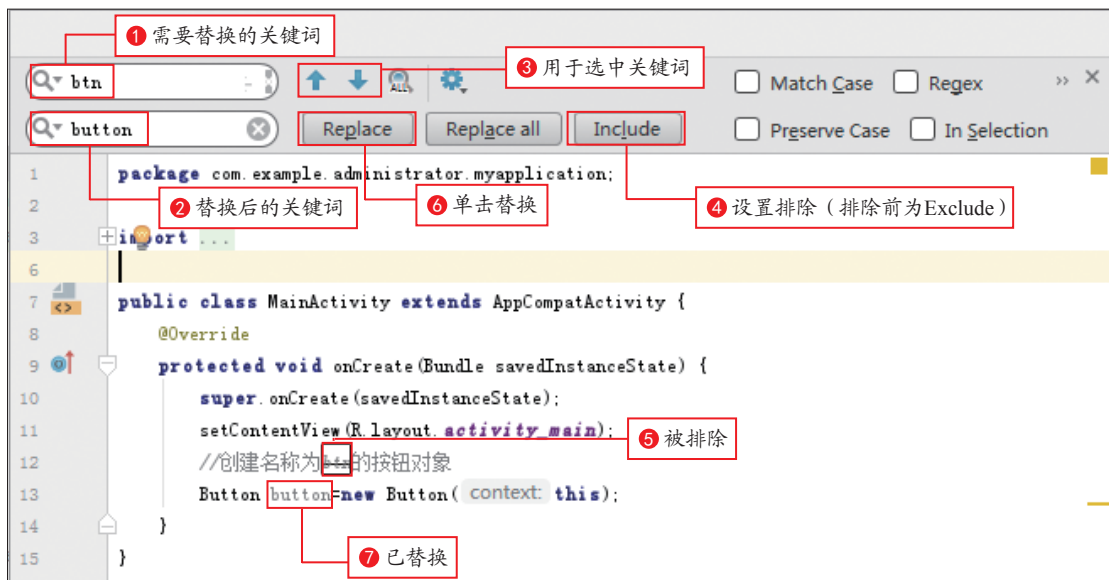 ❶ 需要替换的关键词
btn
❸ 用于选中关键词
Match Case
Regex
button
Replace
Replace all
Include
Preserve Case
In Selection
❷ 替换后的关键词
❻ 单击替换
❹ 设置排除（排除前为Exclude）
1 package com.example.administrator.myapplication;
2
3 import ...
6
7 public class MainActivity extends AppCompatActivity {
8 @Override
9 protected void onCreate(Bundle savedInstanceState) {
10 super.onCreate(savedInstanceState);
11 setContentView(R.layout.activity_main);
❺ 被排除
12 //创建名称为btn的按钮对象
13 Button button=new Button( context: this);
14 }
15 }
❼ 已替换